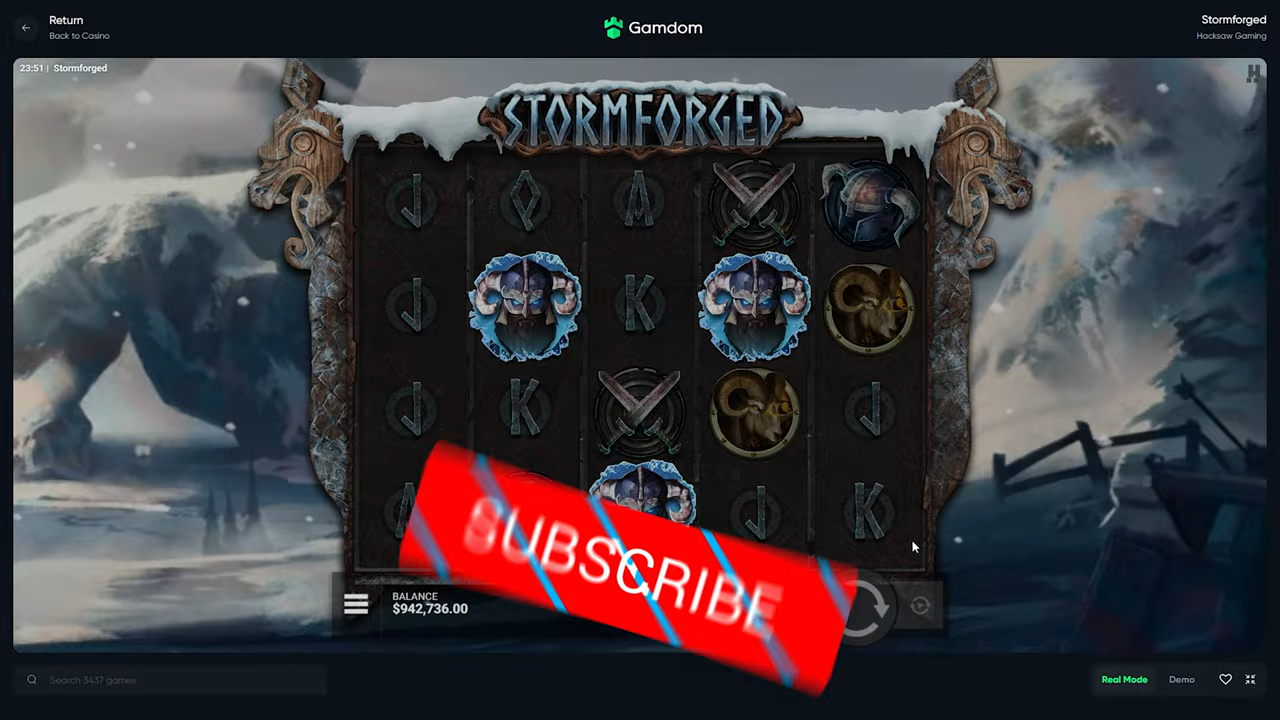 Return
Back to Casino
Gamdom
Stormforged
Hacksaw Gaming
23:51 | Stormforged
STORMFORGED
J
A
J
K
J
K
J
A
J
K
SUBSCRIBE
BALANCE
$942,736.00
Search 3437 games
Real Mode
Demo